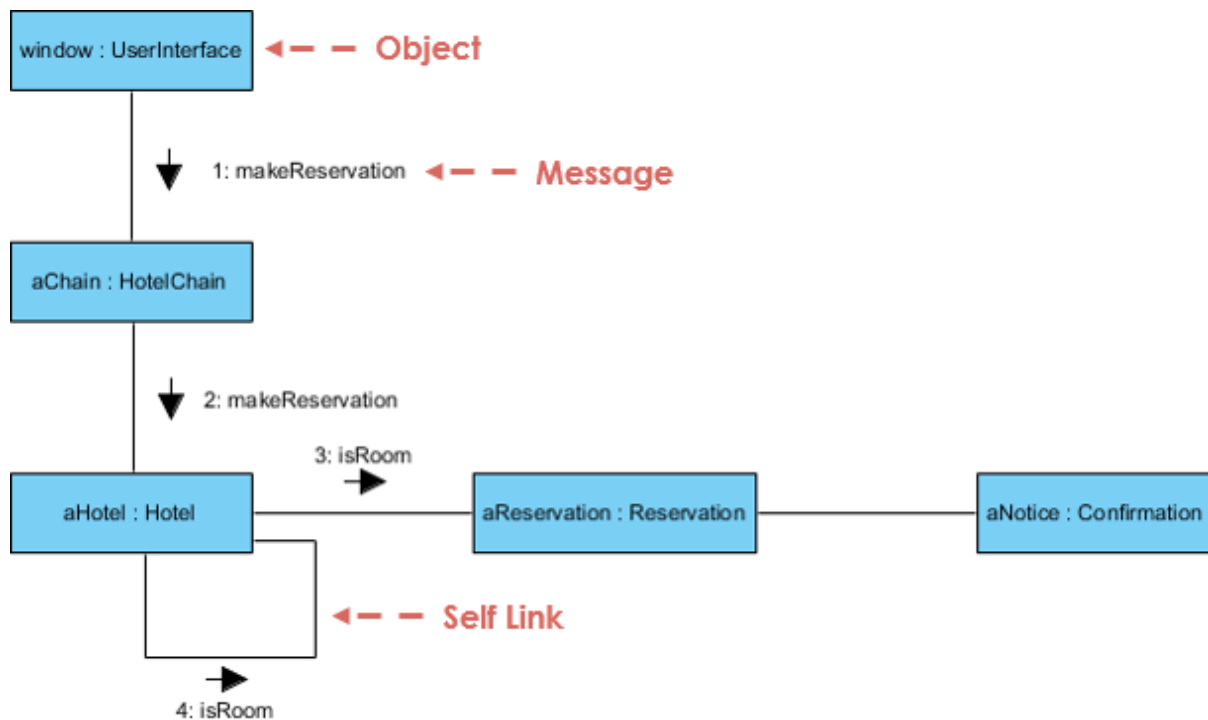 window : UserInterface
Object
1: makeReservation
Message
aChain : HotelChain
2: makeReservation
3: isRoom
aHotel : Hotel
aReservation : Reservation
aNotice : Confirmation
Self Link
4: isRoom